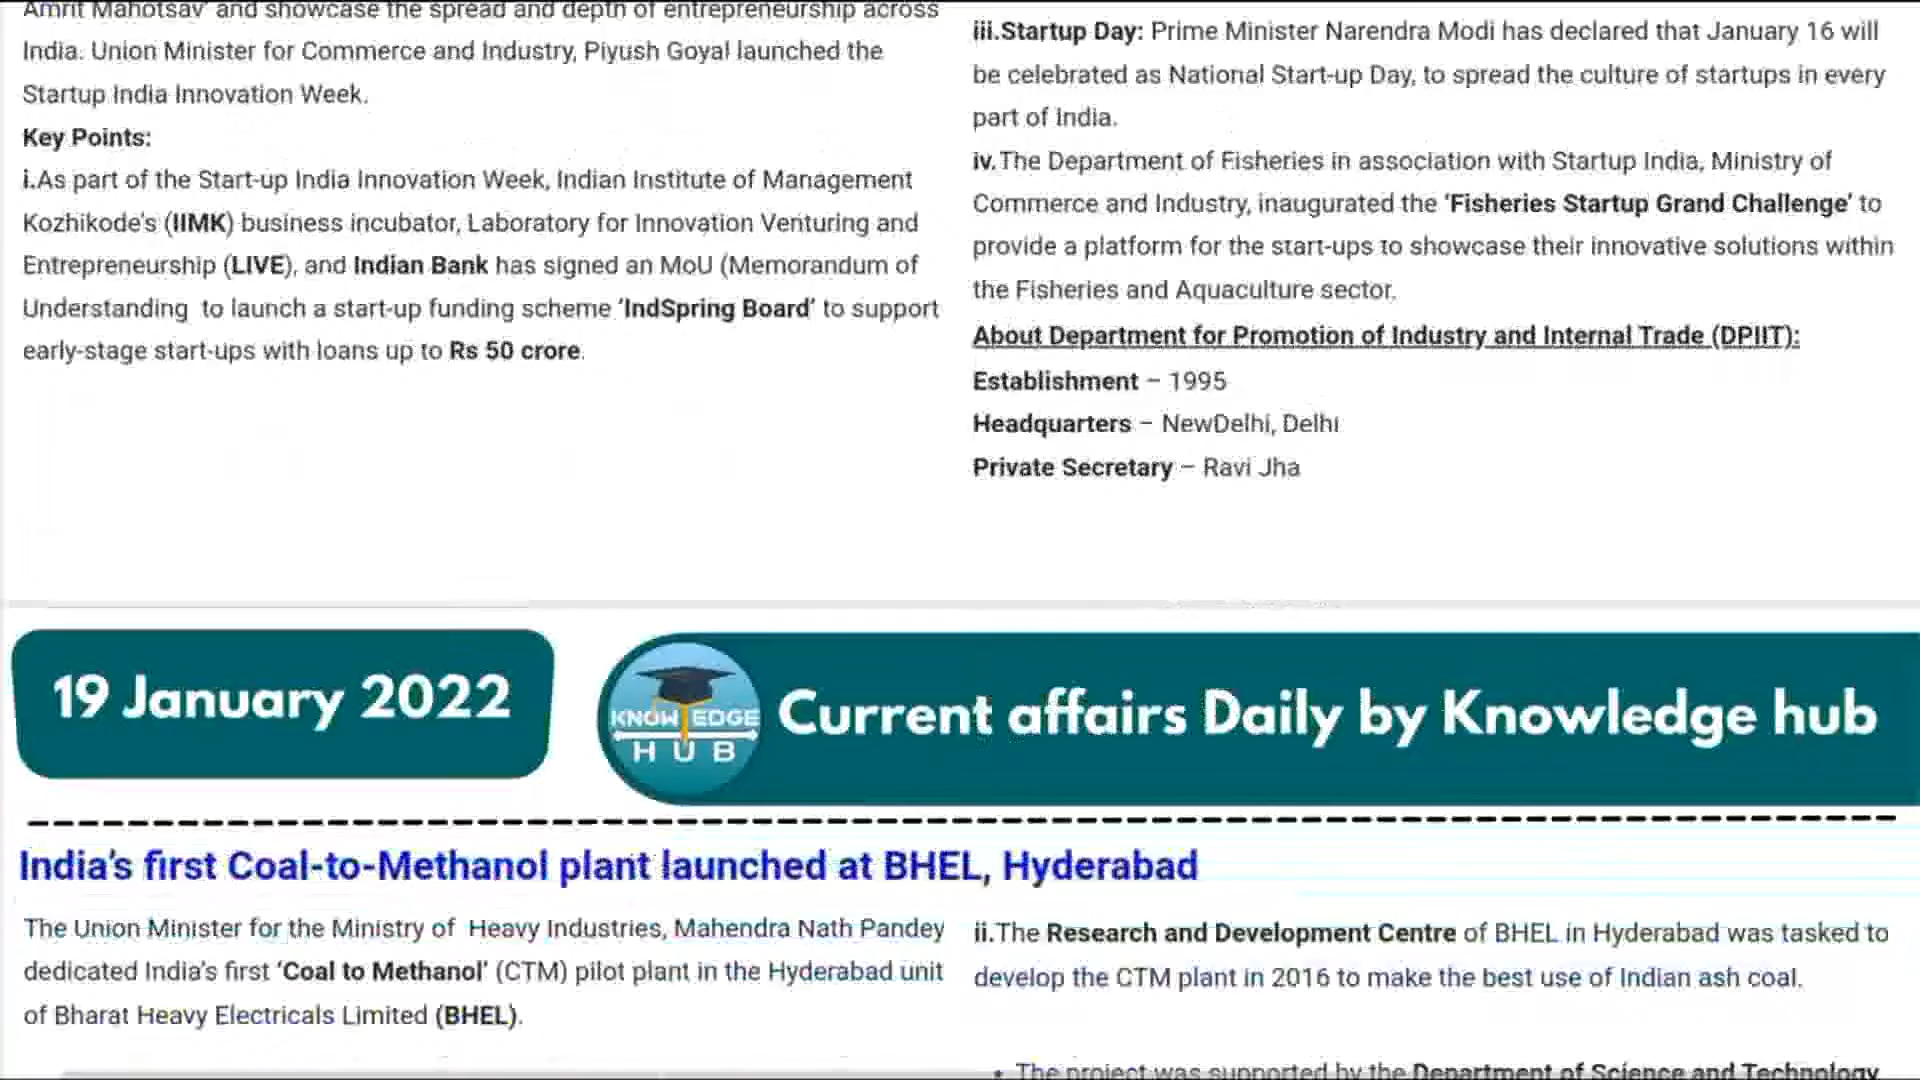 Amrit Mahotsav' and showcase the spread and depth of entrepreneurship across
India. Union Minister for Commerce and Industry, Piyush Goyal launched the
Startup India Innovation Week.
Key Points:
i.As part of the Start-up India Innovation Week, Indian Institute of Management
Kozhikode's (IIMK) business incubator, Laboratory for Innovation Venturing and
Entrepreneurship (LIVE), and Indian Bank has signed an MoU (Memorandum of
Understanding to launch a start-up funding scheme 'IndSpring Board' to support
early-stage start-ups with loans up to Rs 50 crore.
iii.Startup Day: Prime Minister Narendra Modi has declared that January 16 will
be celebrated as National Start-up Day, to spread the culture of startups in every
part of India.
iv.The Department of Fisheries in association with Startup India, Ministry of
Commerce and Industry, inaugurated the 'Fisheries Startup Grand Challenge' to
provide a platform for the start-ups to showcase their innovative solutions within
the Fisheries and Aquaculture sector.
About Department for Promotion of Industry and Internal Trade (DPIIT):
Establishment – 1995
Headquarters – NewDelhi, Delhi
Private Secretary – Ravi Jha
19 January 2022
KNOWLEDGE
HUB
Current affairs Daily by Knowledge hub
India's first Coal-to-Methanol plant launched at BHEL, Hyderabad
The Union Minister for the Ministry of Heavy Industries, Mahendra Nath Pandey
dedicated India's first 'Coal to Methanol' (CTM) pilot plant in the Hyderabad unit
of Bharat Heavy Electricals Limited (BHEL).
ii.The Research and Development Centre of BHEL in Hyderabad was tasked to
develop the CTM plant in 2016 to make the best use of Indian ash coal.
• The project was supported by the Department of Science and Technology,